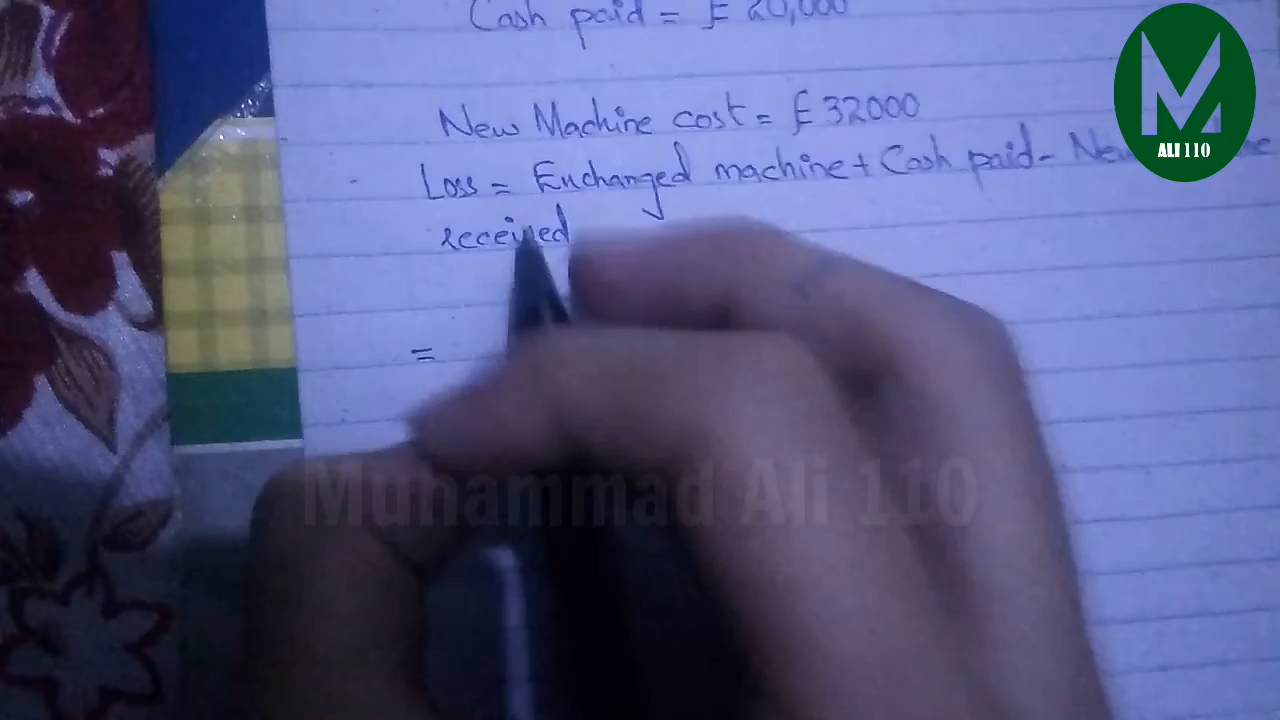 Cash paid = £ 20,000
M
ALI 110
New Machine cost = £ 32000
Loss = Exchanged machine + Cash paid - New
received
=
Muhammad Ali 110